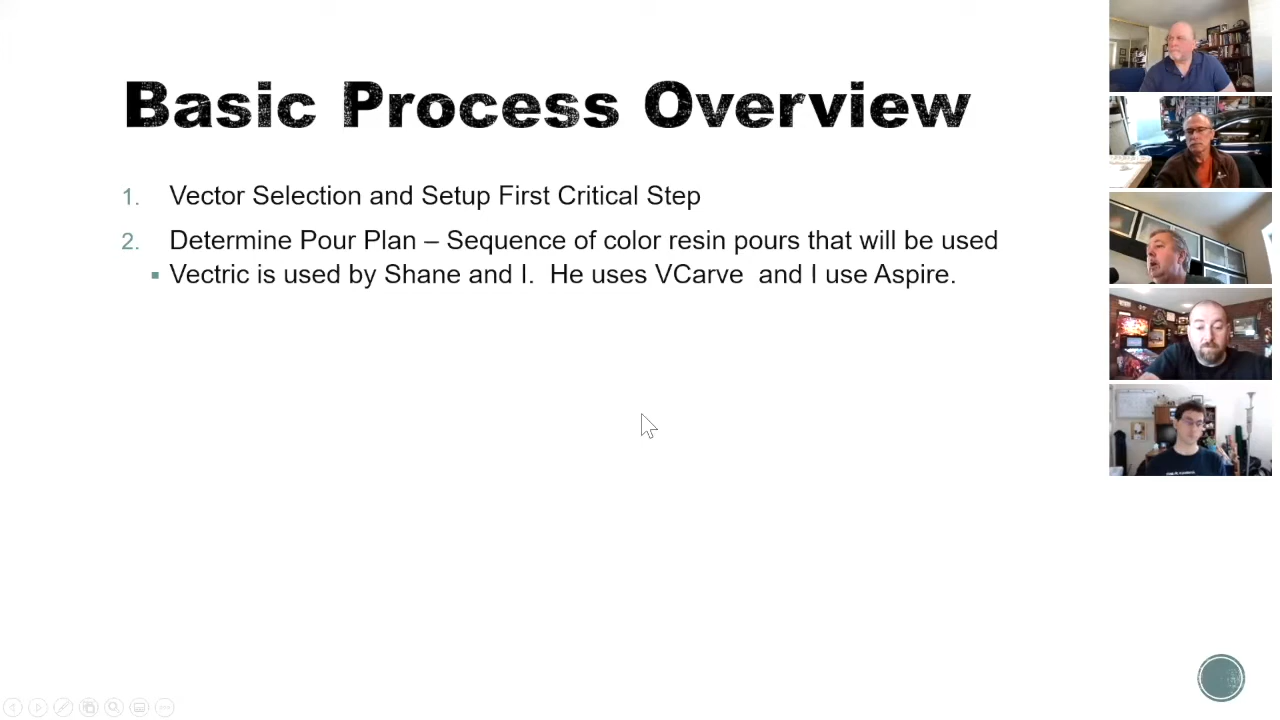 Basic Process Overview
1. Vector Selection and Setup First Critical Step
2. Determine Pour Plan – Sequence of color resin pours that will be used
▪ Vectric is used by Shane and I. He uses VCarve and I use Aspire.